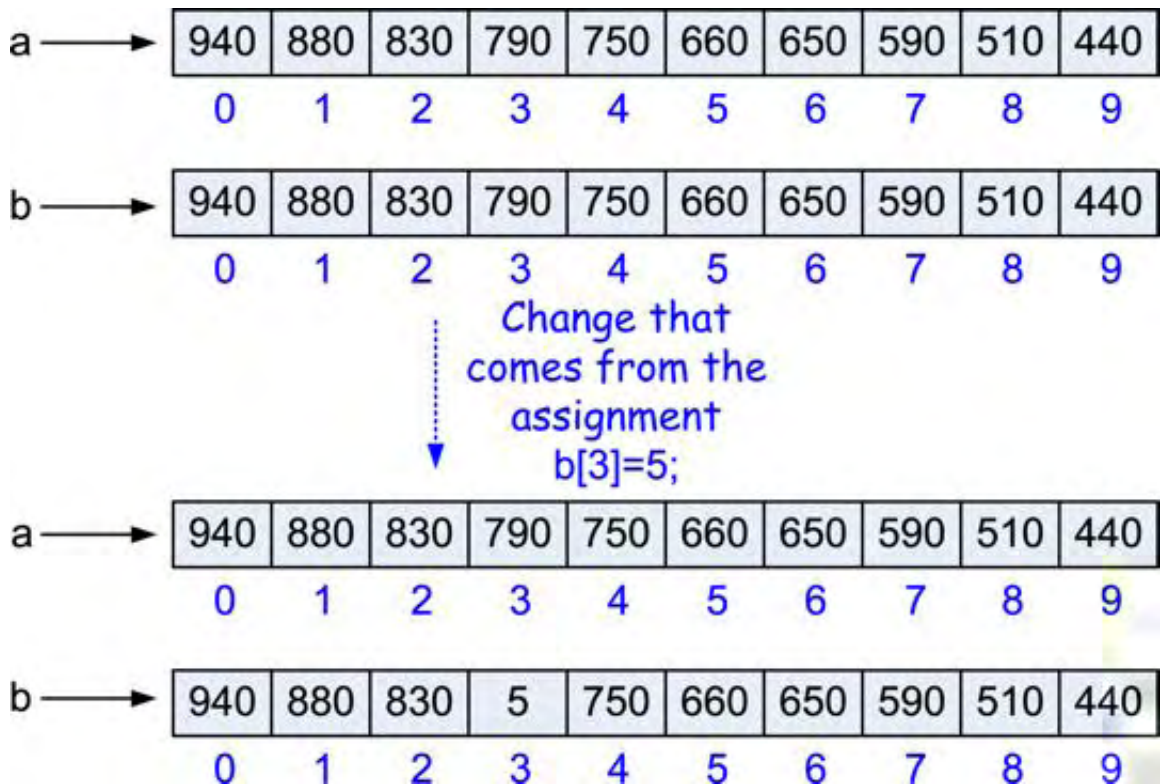 a 940 880 830 790 750 660 650 590 510 440
0 1 2 3 4 5 6 7 8 9
b 940 880 830 790 750 660 650 590 510 440
0 1 2 3 4 5 6 7 8 9
Change that
comes from the
assignment
b[3]=5;
a 940 880 830 790 750 660 650 590 510 440
0 1 2 3 4 5 6 7 8 9
b 940 880 830 5 750 660 650 590 510 440
0 1 2 3 4 5 6 7 8 9